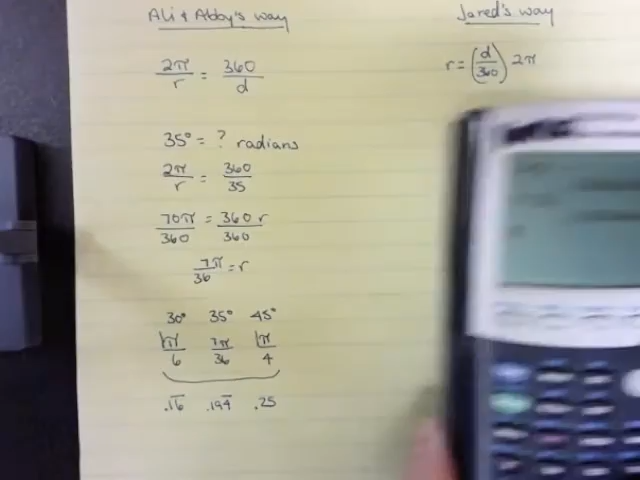 Ali & Abby's way
2π/r = 360/d
35° = ? radians
2π/r = 360/35
70π/360 = 360r/360
7π/36 = r
30° 35° 45°
1π/6 7π/36 1π/4
.16̅ .194̅ .25
Jared's way
r = (d/360) 2π